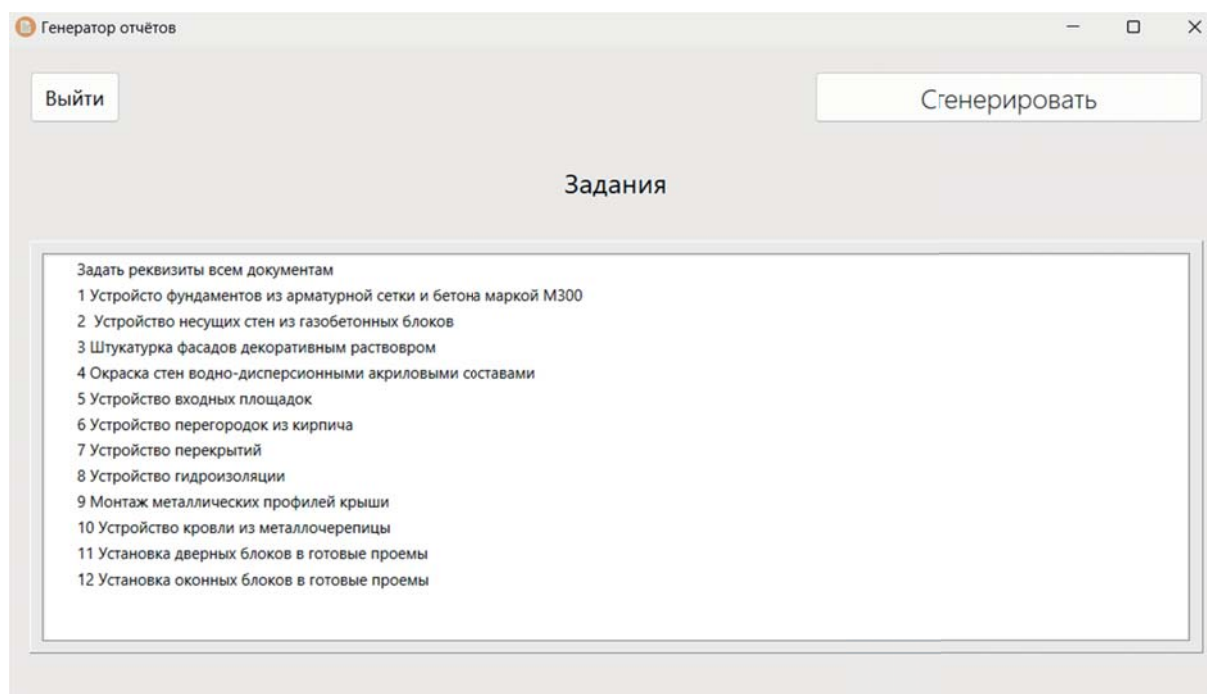 Генератор отчётов
Выйти
Сгенерировать
Задания
Задать реквизиты всем документам
1 Устройсто фундаментов из арматурной сетки и бетона маркой М300
2  Устройство несущих стен из газобетонных блоков
3 Штукатурка фасадов декоративным раствовром
4 Окраска стен водно-дисперсионными акриловыми составами
5 Устройство входных площадок
6 Устройство перегородок из кирпича
7 Устройство перекрытий
8 Устройство гидроизоляции
9 Монтаж металлических профилей крыши
10 Устройство кровли из металлочерепицы
11 Установка дверных блоков в готовые проемы
12 Установка оконных блоков в готовые проемы